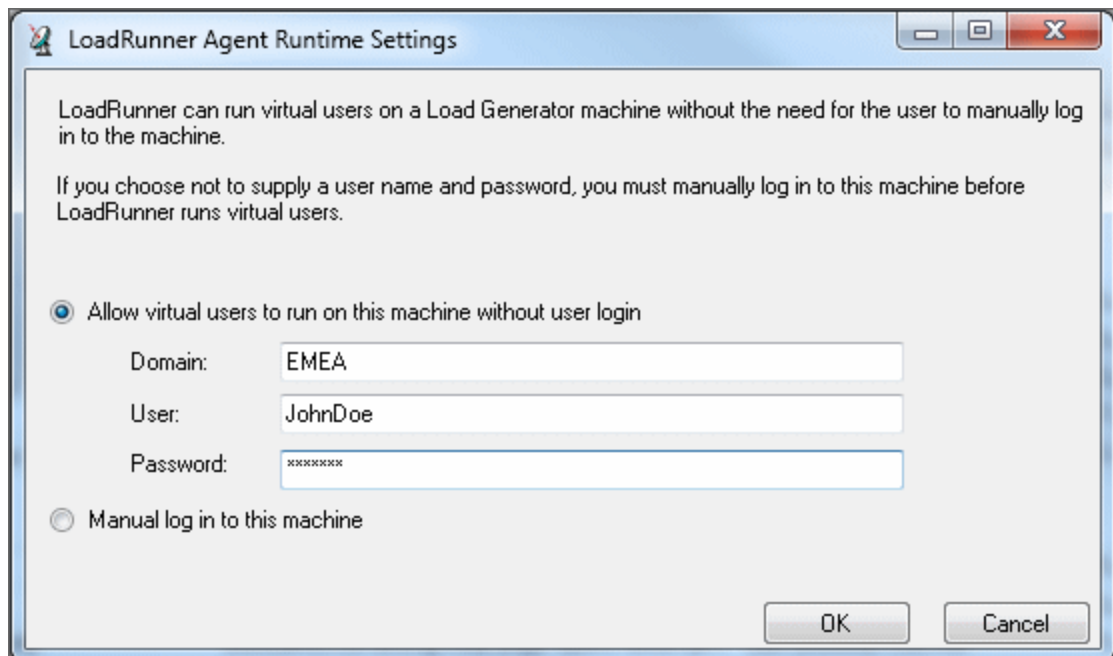 LoadRunner Agent Runtime Settings
LoadRunner can run virtual users on a Load Generator machine without the need for the user to manually log
in to the machine.
If you choose not to supply a user name and password, you must manually log in to this machine before
LoadRunner runs virtual users.
Allow virtual users to run on this machine without user login
Domain: EMEA
User: JohnDoe
Password: *******
Manual log in to this machine
OK Cancel